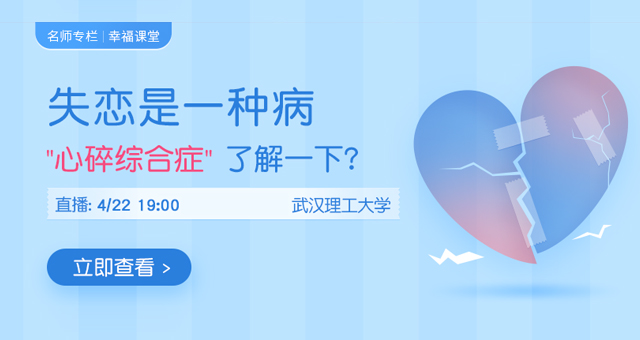 名师专栏 | 幸福课堂
失恋是一种病
"心碎综合症" 了解一下?
直播: 4/22 19:00 武汉理工大学
立即查看 >